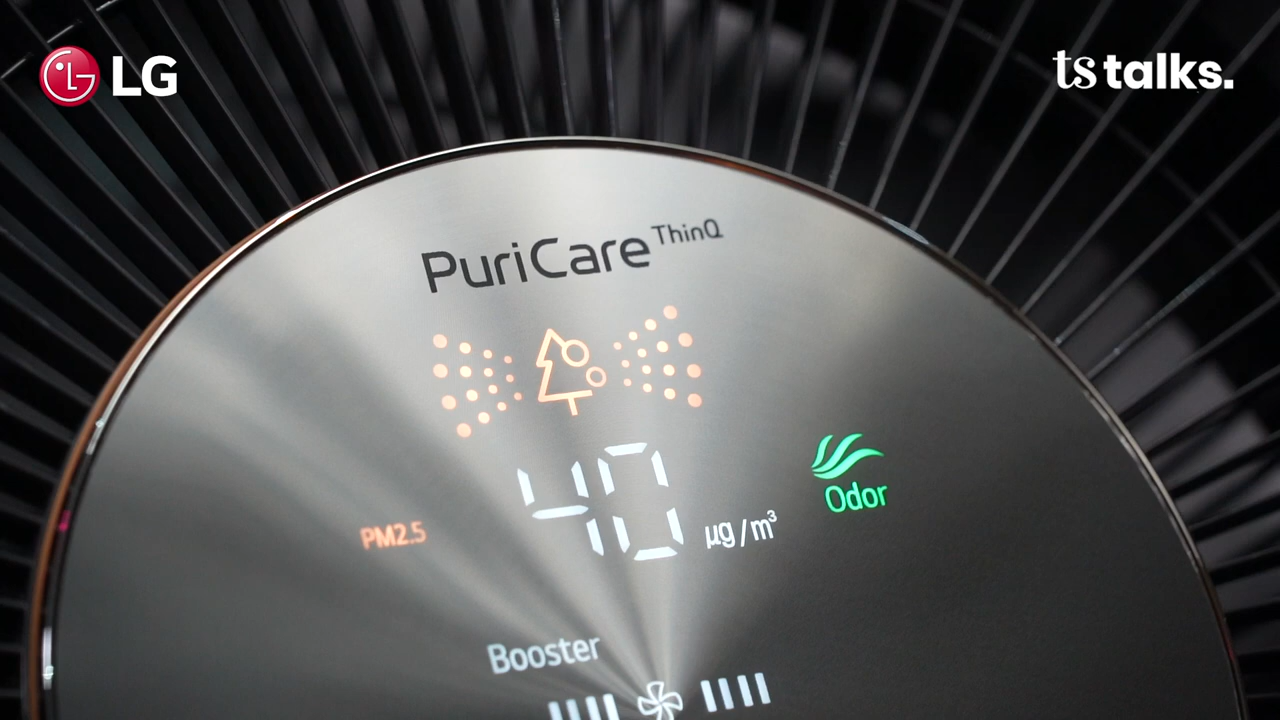 LG
ts talks.
PuriCare ThinQ
40 µg/m³
PM2.5
Odor
Booster